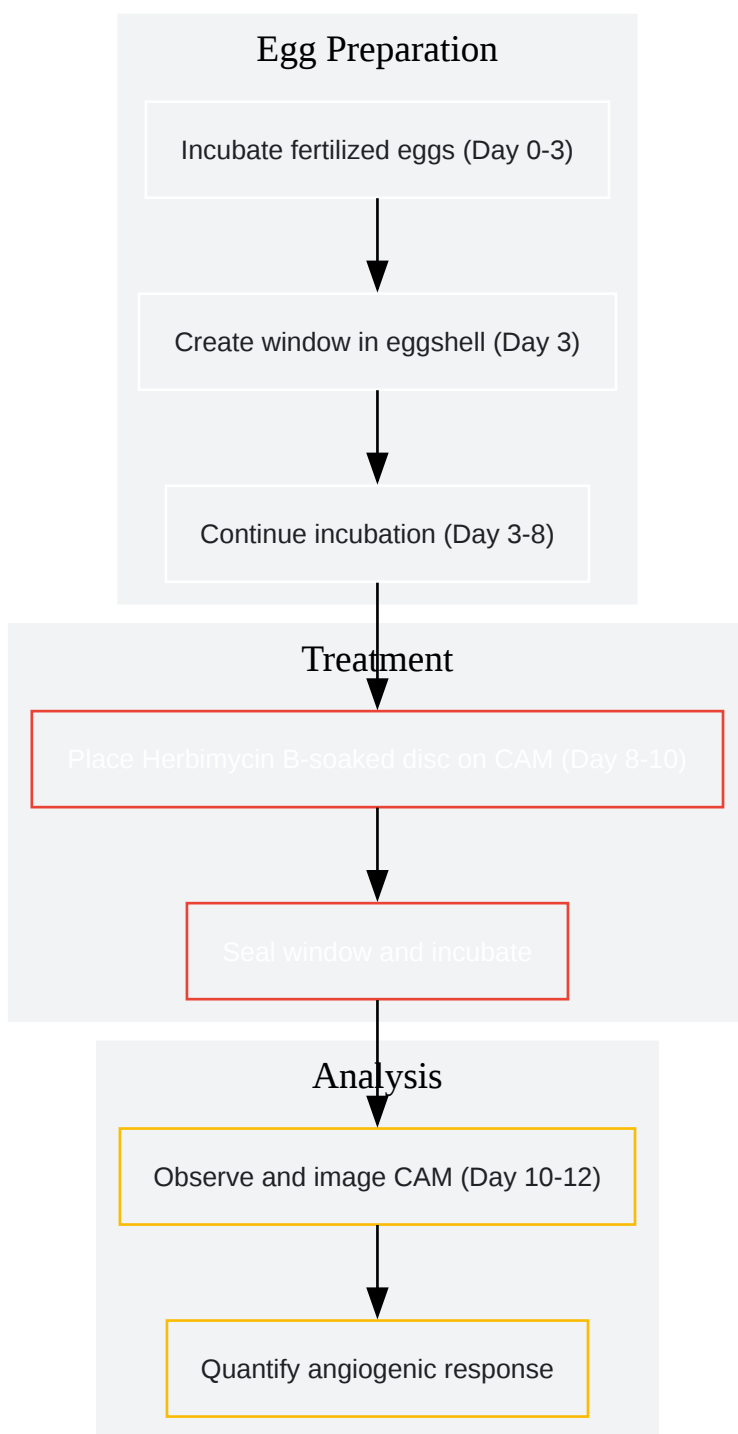 Egg Preparation
Incubate fertilized eggs (Day 0-3)
Create window in eggshell (Day 3)
Continue incubation (Day 3-8)
Treatment
Place Herbimycin B-soaked disc on CAM (Day 8-10)
Seal window and incubate
Analysis
Observe and image CAM (Day 10-12)
Quantify angiogenic response